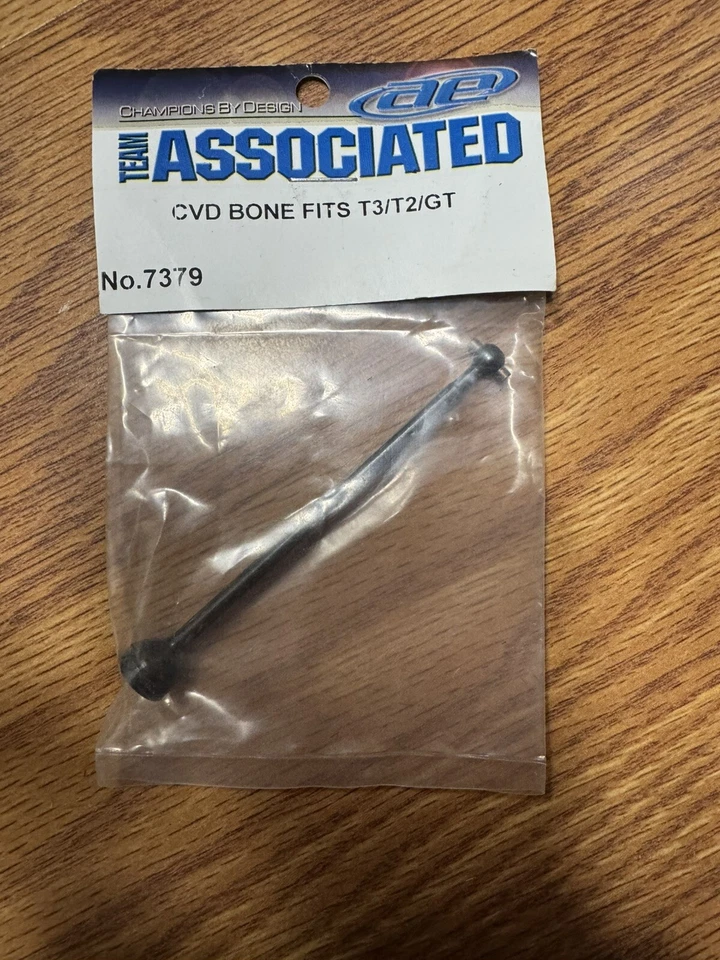 CHAMPIONS BY DESIGN
ae
TEAM ASSOCIATED
CVD BONE FITS T3/T2/GT
No.7379